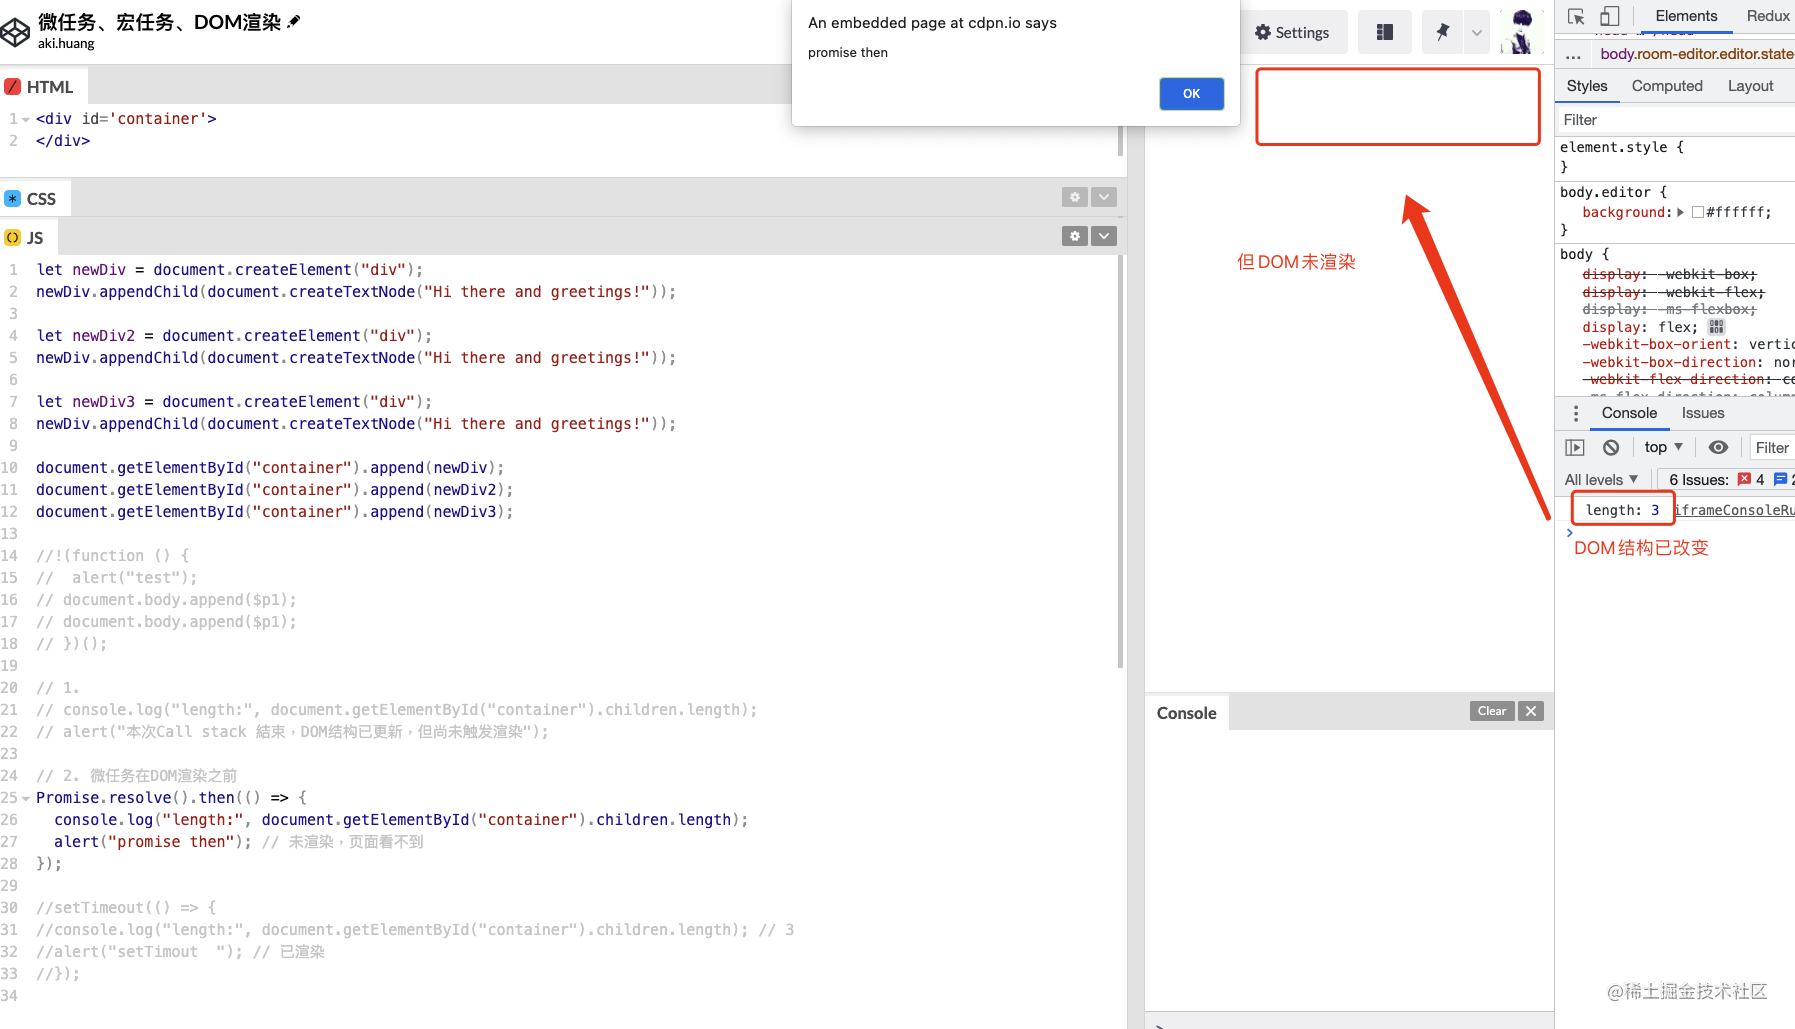 微任务、宏任务、DOM渲染
aki.huang
An embedded page at cdpn.io says
promise then
OK
Settings
HTML
1 <div id='container'>
2 </div>
CSS
JS
1 let newDiv = document.createElement("div");
2 newDiv.appendChild(document.createTextNode("Hi there and greetings!"));
3
4 let newDiv2 = document.createElement("div");
5 newDiv.appendChild(document.createTextNode("Hi there and greetings!"));
6
7 let newDiv3 = document.createElement("div");
8 newDiv.appendChild(document.createTextNode("Hi there and greetings!"));
9
10 document.getElementById("container").append(newDiv);
11 document.getElementById("container").append(newDiv2);
12 document.getElementById("container").append(newDiv3);
13
14 //!(function () {
15 //  alert("test");
16 // document.body.append($p1);
17 // document.body.append($p1);
18 // })();
19
20 // 1.
21 // console.log("length:", document.getElementById("container").children.length);
22 // alert("本次Call stack 結束，DOM结构已更新，但尚未触发渲染");
23
24 // 2. 微任务在DOM渲染之前
25 Promise.resolve().then(() => {
26   console.log("length:", document.getElementById("container").children.length);
27   alert("promise then"); // 未渲染，页面看不到
28 });
29
30 //setTimeout(() => {
31 //console.log("length:", document.getElementById("container").children.length); // 3
32 //alert("setTimout  "); // 已渲染
33 //});
34
但DOM未渲染
Console
Clear
>
Elements Redux
... body.room-editor.editor.state-
Styles Computed Layout
Filter
element.style {
}
body.editor {
background: #ffffff;
}
body {
display: -webkit-box;
display: -webkit-flex;
display: -ms-flexbox;
display: flex;
-webkit-box-orient: vertic
-webkit-box-direction: nor
-webkit-flex-direction: co
-ms-flex-direction: column
Console Issues
top Filter
All levels 6 Issues: 4 2
length: 3 iframeConsoleRu
>
DOM结构已改变
@稀土掘金技术社区